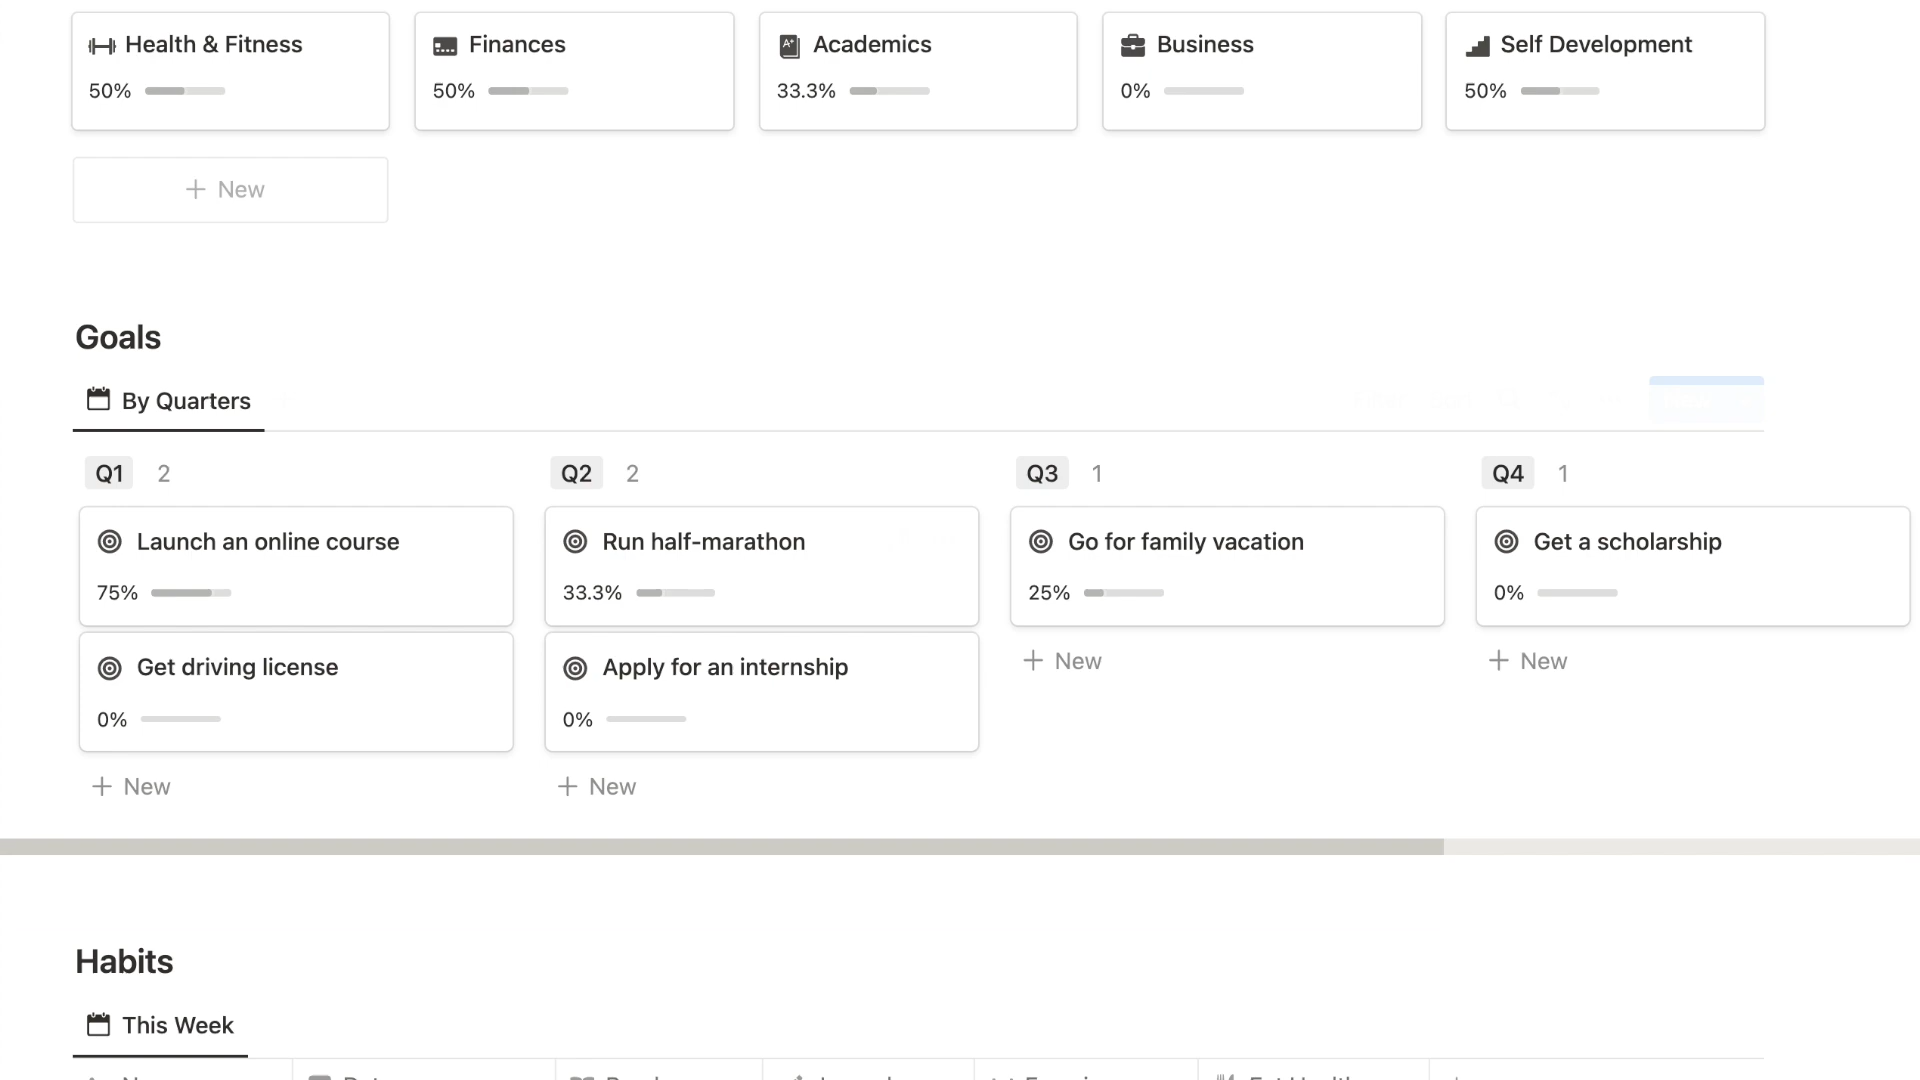 Health & Fitness
50%
Finances
50%
Academics
33.3%
Business
0%
Self Development
50%
+ New
Goals
By Quarters
Q1 2
Launch an online course
75%
Get driving license
0%
+ New
Q2 2
Run half-marathon
33.3%
Apply for an internship
0%
+ New
Q3 1
Go for family vacation
25%
+ New
Q4 1
Get a scholarship
0%
+ New
Habits
This Week